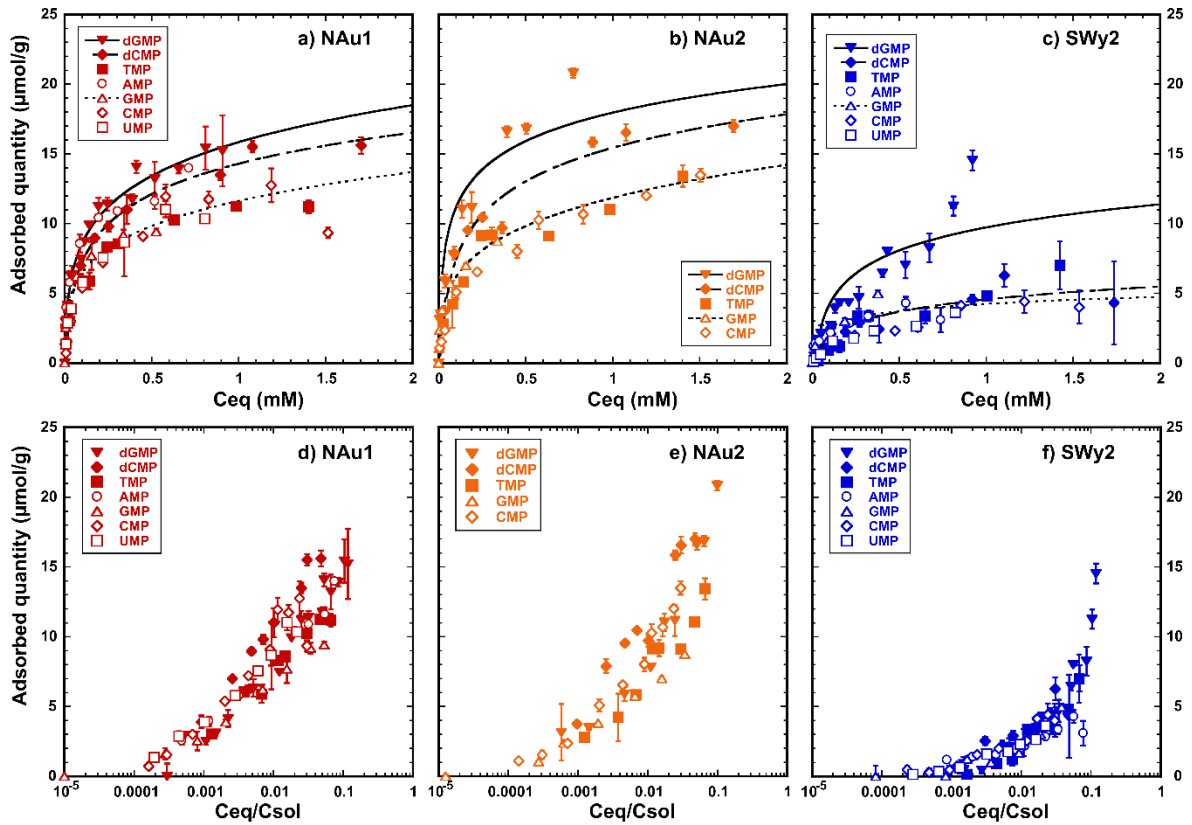 a) NAu1
dGMP
dCMP
TMP
AMP
GMP
CMP
UMP
b) NAu2
dGMP
dCMP
TMP
GMP
CMP
c) SWy2
dGMP
dCMP
TMP
AMP
GMP
CMP
UMP
Adsorbed quantity (µmol/g)
25
20
15
10
5
0
25
20
15
10
5
0
0 0.5 1 1.5 2
0 0.5 1 1.5 2
0 0.5 1 1.5 2
Ceq (mM)
Ceq (mM)
Ceq (mM)
d) NAu1
dGMP
dCMP
TMP
AMP
GMP
CMP
UMP
e) NAu2
dGMP
dCMP
TMP
GMP
CMP
f) SWy2
dGMP
dCMP
TMP
AMP
GMP
CMP
UMP
Adsorbed quantity (µmol/g)
25
20
15
10
5
0
25
20
15
10
5
0
10⁻⁵ 0.0001 0.001 0.01 0.1 1
10⁻⁵ 0.0001 0.001 0.01 0.1 1
10⁻⁵ 0.0001 0.001 0.01 0.1 1
Ceq/Csol
Ceq/Csol
Ceq/Csol